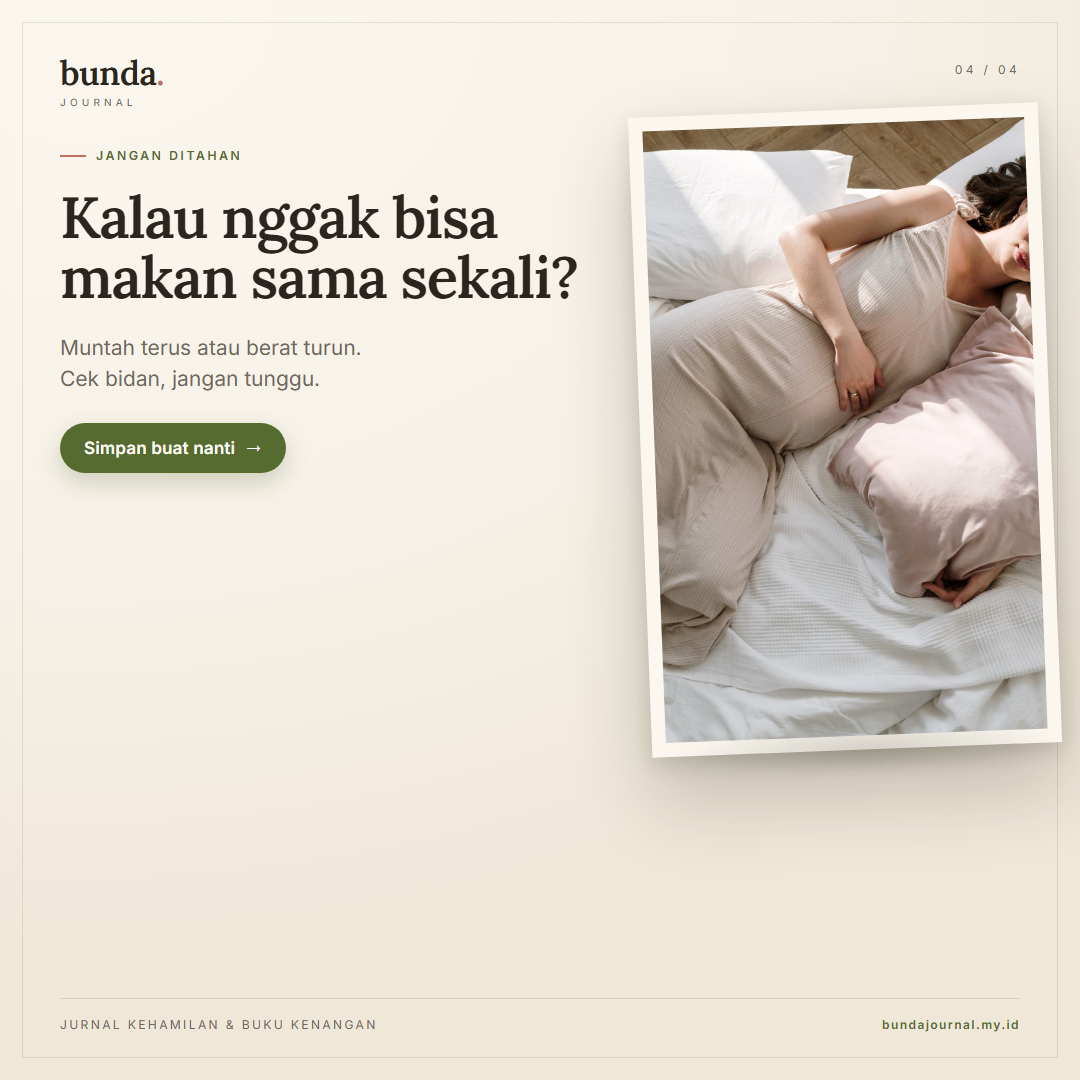 bunda.
JOURNAL
04 / 04
JANGAN DITAHAN
Kalau nggak bisa
makan sama sekali?
Muntah terus atau berat turun.
Cek bidan, jangan tunggu.
Simpan buat nanti →
JURNAL KEHAMILAN & BUKU KENANGAN
bundajournal.my.id